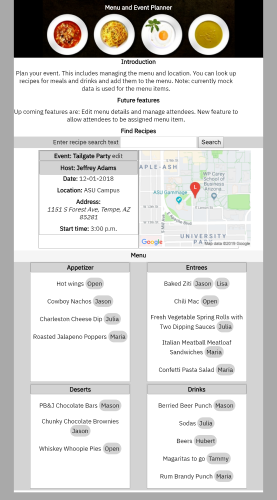 Menu and Event Planner
Introduction
Plan your event. This includes managing the menu and location. You can look up
recipes for meals and drinks and add them to the menu. Note: currently mock
data is used for the menu items.
Future features
Up coming features are: Edit menu details and manage attendees. New feature to
allow attendees to be assigned menu item.
Find Recipes
Enter recipe search text
Search
Event: Tailgate Party edit
Host: Jeffrey Adams
Date: 12-01-2018
Location: ASU Campus
Address:
1151 S Forest Ave, Tempe, AZ
85281
Start time: 3:00 p.m.
MAPLE-ASH
WP Carey
School of
Business
Arizona
ASU Gammage
L
UNIVERSITY
PARK
Google
Map data ©2019 Google
Menu
Appetizer
Hot wings Open
Cowboy Nachos Jason
Charleston Cheese Dip Julia
Roasted Jalapeno Poppers Maria
Entrees
Baked Ziti Jason Lisa
Chili Mac Open
Fresh Vegetable Spring Rolls with
Two Dipping Sauces Julia
Italian Meatball Meatloaf
Sandwiches Maria
Confetti Pasta Salad Maria
Deserts
PB&J Chocolate Bars Mason
Chunky Chocolate Brownies
Jason
Whiskey Whoopie Pies Open
Drinks
Berried Beer Punch Mason
Sodas Julia
Beers Hubert
Magaritas to go Tammy
Rum Brandy Punch Maria